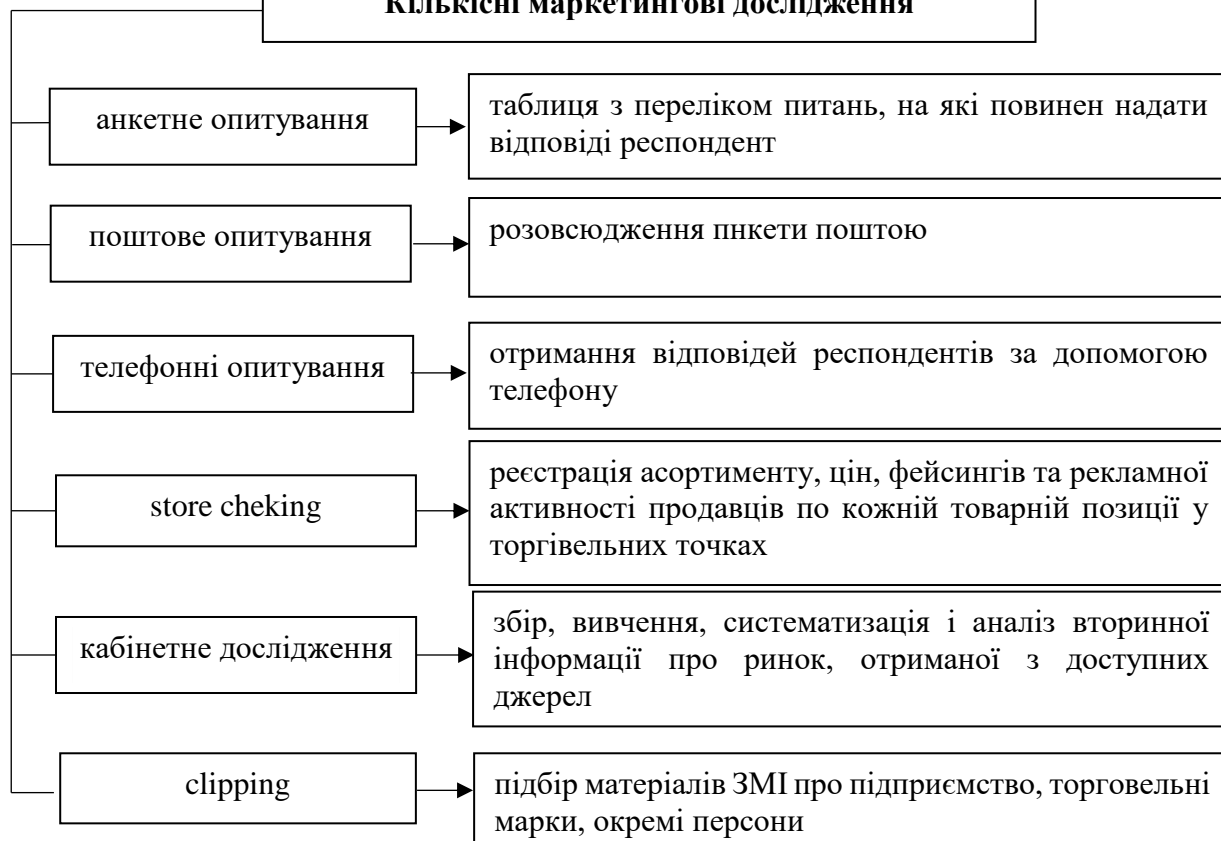 Кількісні маркетингові дослідження
анкетне опитування
таблиця з переліком питань, на які повинен надати
відповіді респондент
поштове опитування
розовсюдження пнкети поштою
телефонні опитування
отримання відповідей респондентів за допомогою
телефону
store cheking
реєстрація асортименту, цін, фейсингів та рекламної
активності продавців по кожній товарній позиції у
торгівельних точках
кабінетне дослідження
збір, вивчення, систематизація і аналіз вторинної
інформації про ринок, отриманої з доступних
джерел
clipping
підбір матеріалів ЗМІ про підприємство, торговельні
марки, окремі персони